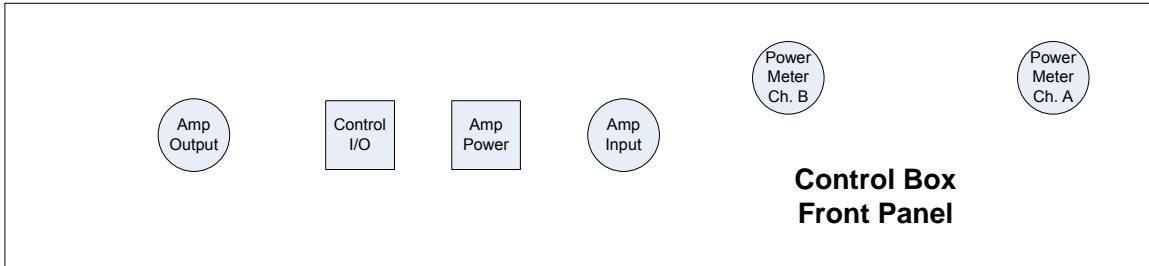 Amp
Output
Control
I/O
Amp
Power
Amp
Input
Power
Meter
Ch. B
Power
Meter
Ch. A
Control Box
Front Panel